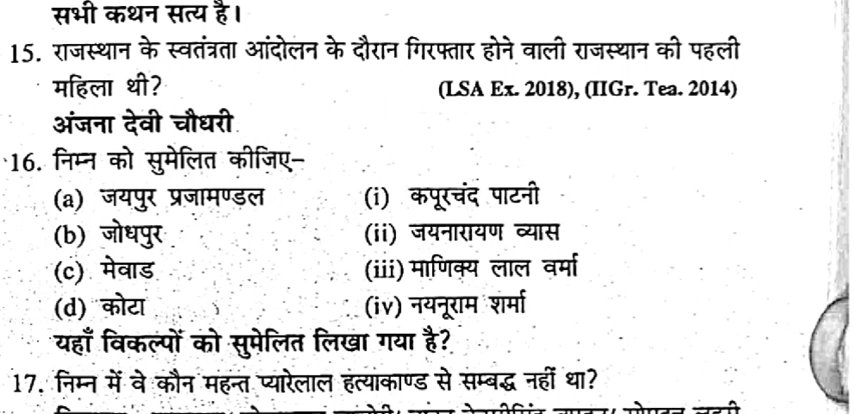 सभी कथन सत्य है।
15. राजस्थान के स्वतंत्रता आंदोलन के दौरान गिरफ्तार होने वाली राजस्थान की पहली
महिला थी? (LSA Ex. 2018), (IIGr. Tea. 2014)
अंजना देवी चौधरी
16. निम्न को सुमेलित कीजिए–
(a) जयपुर प्रजामण्डल (i) कपूरचंद पाटनी
(b) जोधपुर (ii) जयनारायण व्यास
(c) मेवाड (iii) माणिक्य लाल वर्मा
(d) कोटा (iv) नयनूराम शर्मा
यहाँ विकल्पों को सुमेलित लिखा गया है?
17. निम्न में वे कौन महन्त प्यारेलाल हत्याकाण्ड से सम्बद्ध नहीं था?